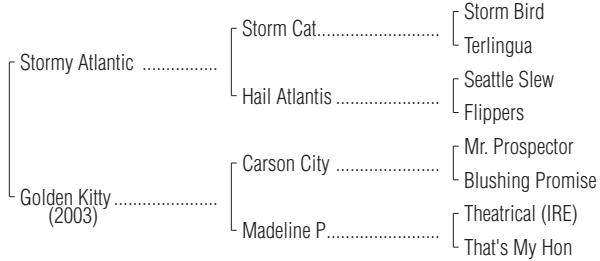 Storm Bird
Storm Cat
Terlingua
Stormy Atlantic
Seattle Slew
Hail Atlantis
Flippers
Mr. Prospector
Carson City
Blushing Promise
Golden Kitty
(2003)
Theatrical (IRE)
Madeline P.
That's My Hon